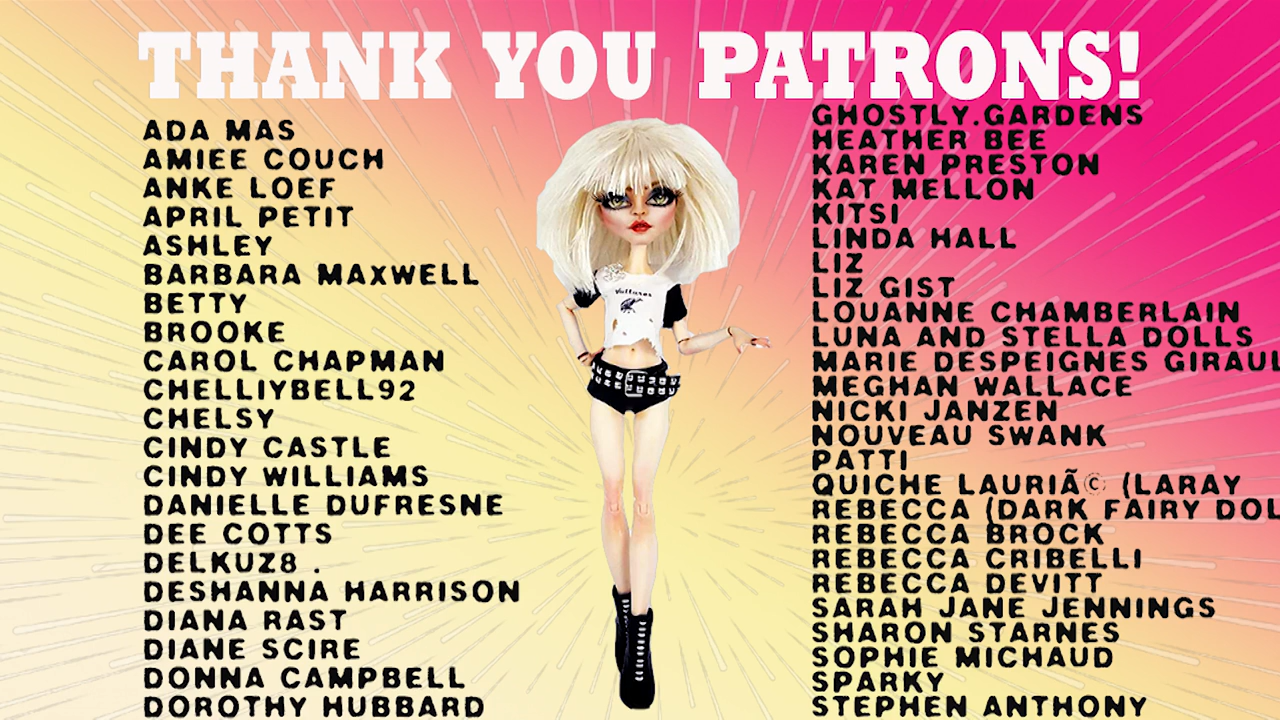 THANK YOU PATRONS!
ADA MAS
AMIEE COUCH
ANKE LOEF
APRIL PETIT
ASHLEY
BARBARA MAXWELL
BETTY
BROOKE
CAROL CHAPMAN
CHELLIYBELL92
CHELSY
CINDY CASTLE
CINDY WILLIAMS
DANIELLE DUFRESNE
DEE COTTS
DELKUZ8 .
DESHANNA HARRISON
DIANA RAST
DIANE SCIRE
DONNA CAMPBELL
DOROTHY HUBBARD
Vultures
GHOSTLY.GARDENS
HEATHER BEE
KAREN PRESTON
KAT MELLON
KITSI
LINDA HALL
LIZ
LIZ GIST
LOUANNE CHAMBERLAIN
LUNA AND STELLA DOLLS
MARIE DESPEIGNES GIRAUL
MEGHAN WALLACE
NICKI JANZEN
NOUVEAU SWANK
PATTI
QUICHE LAURIÃ© (LARAY
REBECCA (DARK FAIRY DOL
REBECCA BROCK
REBECCA CRIBELLI
REBECCA DEVITT
SARAH JANE JENNINGS
SHARON STARNES
SOPHIE MICHAUD
SPARKY
STEPHEN ANTHONY